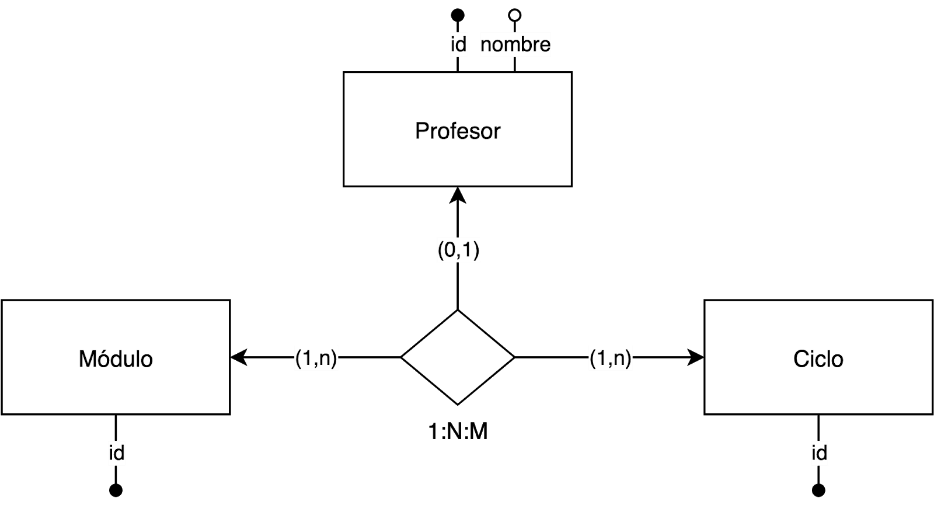 id nombre
Profesor
(0,1)
Módulo
(1,n)
(1,n)
Ciclo
1:N:M
id
id